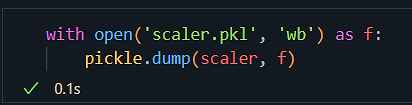 with open('scaler.pkl', 'wb') as f:
    pickle.dump(scaler, f)
0.1s